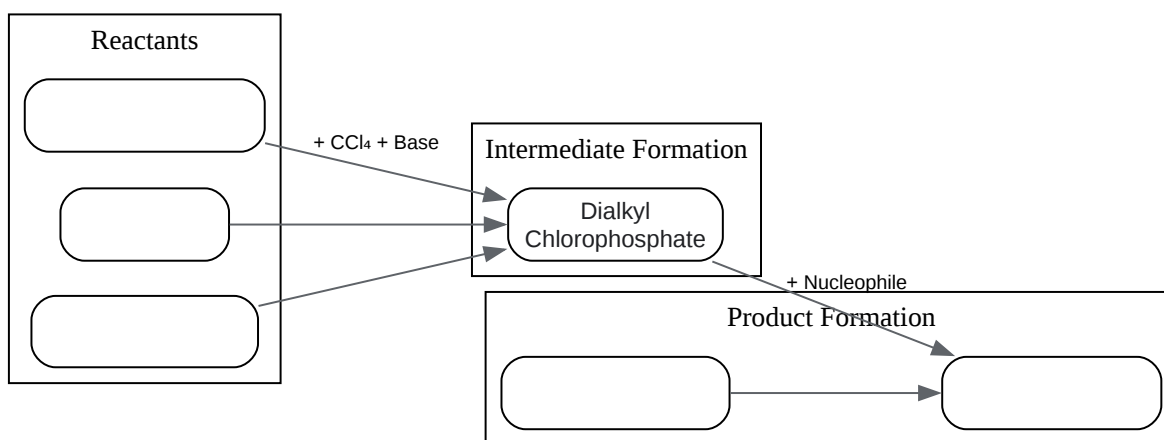 Reactants
+ CCl₄ + Base
Intermediate Formation
Dialkyl
Chlorophosphate
+ Nucleophile
Product Formation